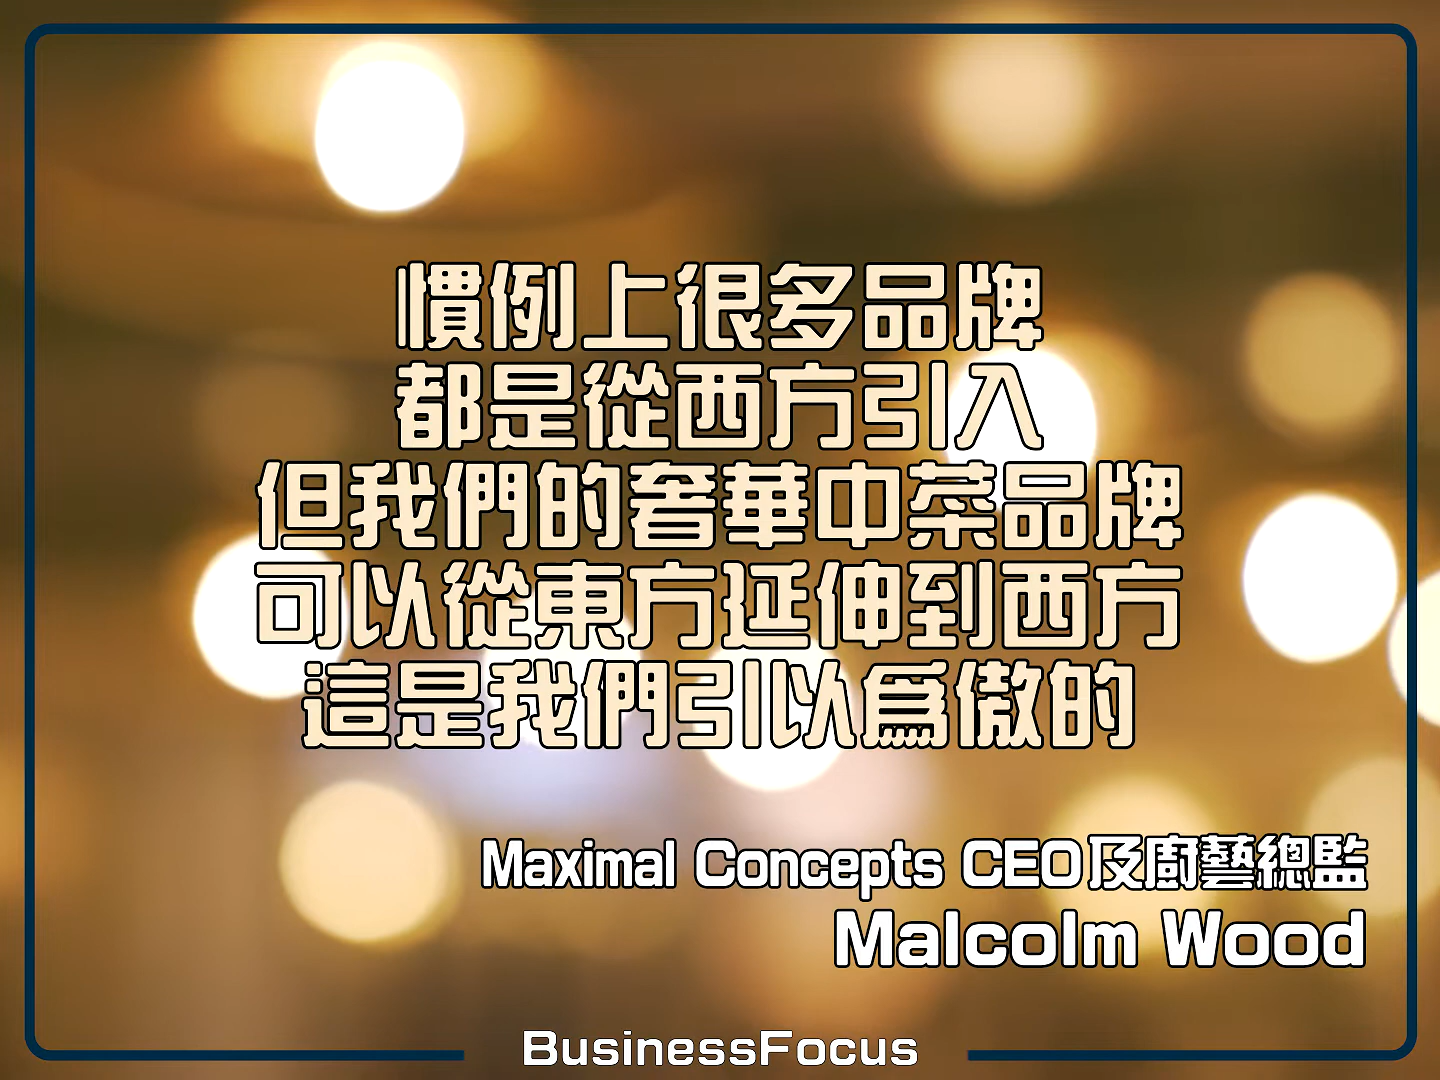 慣例上很多品牌
都是從西方引入
但我們的奢華中菜品牌
可以從東方延伸到西方
這是我們引以為傲的
Maximal Concepts CEO及廚藝總監
Malcolm Wood
BusinessFocus